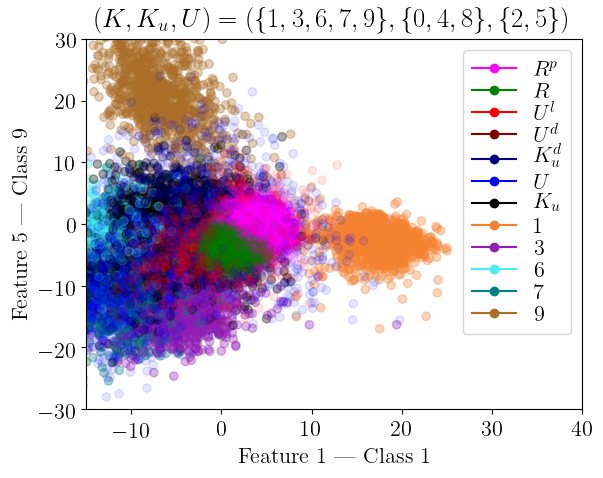 (K, K_u, U) = ({1, 3, 6, 7, 9}, {0, 4, 8}, {2, 5})
30
20
10
0
−10
−20
−30
Feature 5 — Class 9
−10
0
10
20
30
40
Feature 1 — Class 1
R^p
R
U^l
U^d
K_u^d
U
K_u
1
3
6
7
9